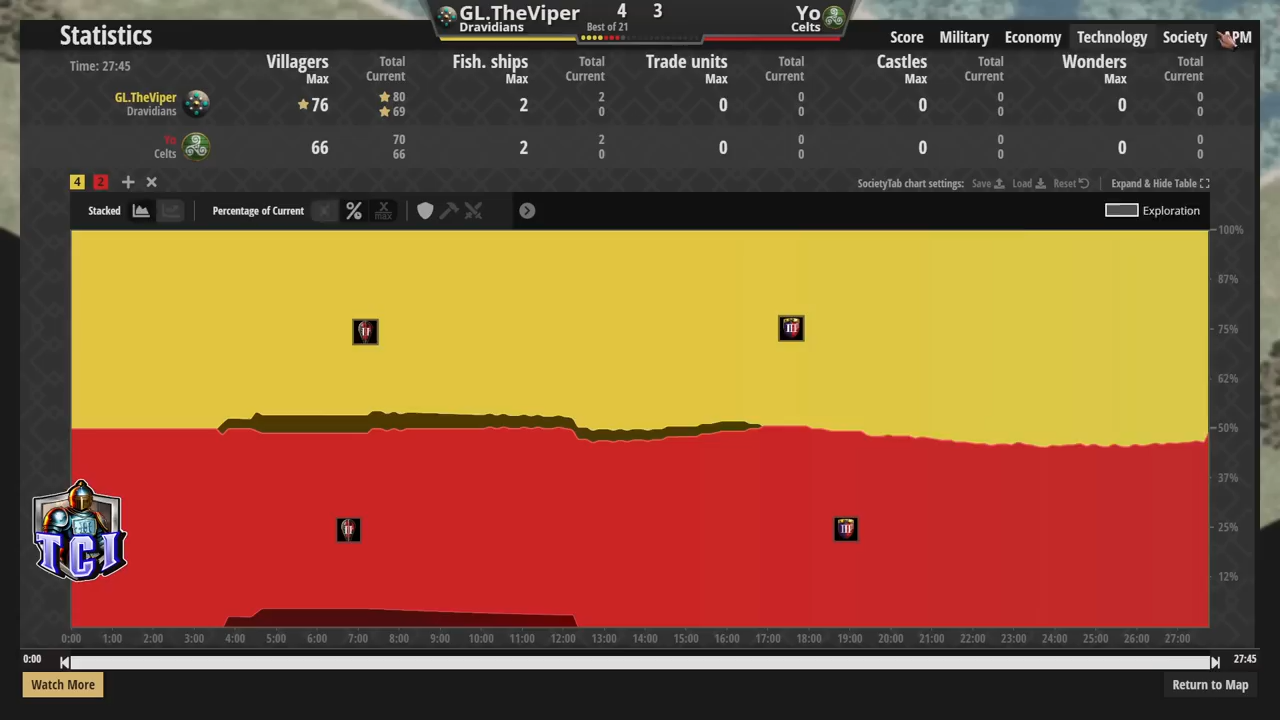 GL.TheViper 4 3 Yo
Dravidians Best of 21 Celts
Statistics
Score Military Economy Technology Society APM
Time: 27:45
Villagers Max Total Current
Fish. ships Max Total Current
Trade units Max Total Current
Castles Max Total Current
Wonders Max Total Current
GL.TheViper
Dravidians
76 80 69
2 2 0
0 0 0
0 0 0
0 0 0
Yo
Celts
66 70 66
2 2 0
0 0 0
0 0 0
0 0 0
4 2
SocietyTab chart settings: Save Load Reset Expand & Hide Table
Stacked Percentage of Current % X max Exploration
100%
87%
75%
62%
50%
37%
25%
12%
II III
II III
TCI
0:00 1:00 2:00 3:00 4:00 5:00 6:00 7:00 8:00 9:00 10:00 11:00 12:00 13:00 14:00 15:00 16:00 17:00 18:00 19:00 20:00 21:00 22:00 23:00 24:00 25:00 26:00 27:00
0:00 27:45
Watch More Return to Map